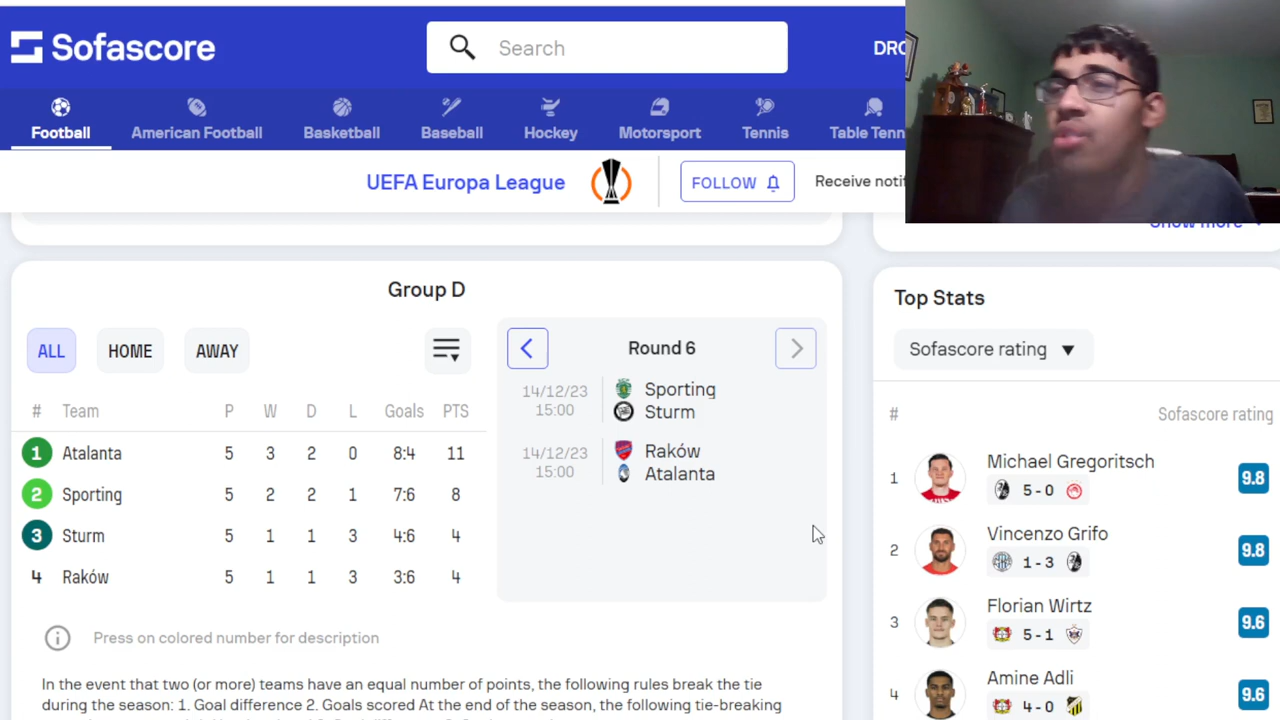 Sofascore
Search
DRO
Football
American Football
Basketball
Baseball
Hockey
Motorsport
Tennis
Table Tenn
UEFA Europa League
FOLLOW
Receive notif
Show more
Group D
ALL
HOME
AWAY
# Team P W D L Goals PTS
1 Atalanta 5 3 2 0 8:4 11
2 Sporting 5 2 2 1 7:6 8
3 Sturm 5 1 1 3 4:6 4
4 Raków 5 1 1 3 3:6 4
Round 6
14/12/23 Sporting
15:00 Sturm
14/12/23 Raków
15:00 Atalanta
i Press on colored number for description
In the event that two (or more) teams have an equal number of points, the following rules break the tie
during the season: 1. Goal difference 2. Goals scored At the end of the season, the following tie-breaking
Top Stats
Sofascore rating
# Sofascore rating
1 Michael Gregoritsch 9.8
5-0
2 Vincenzo Grifo 9.8
1-3
3 Florian Wirtz 9.6
5-1
4 Amine Adli 9.6
4-0